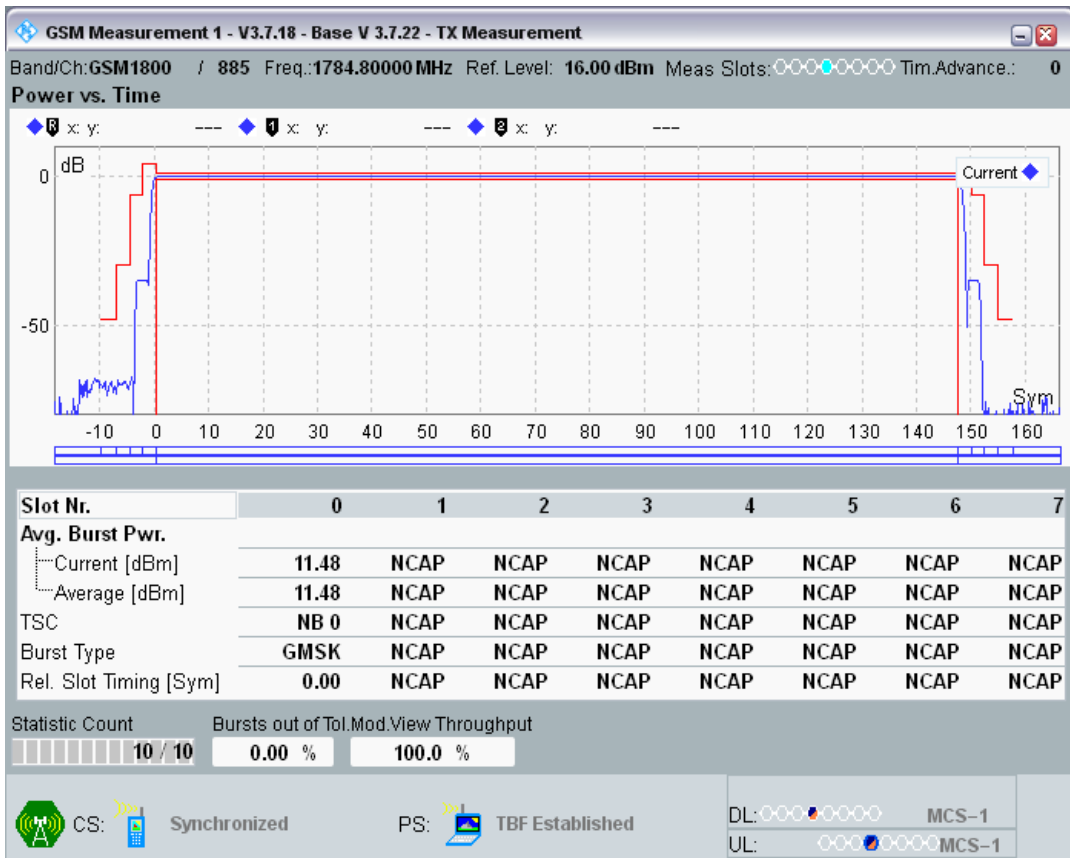 GSM Measurement 1 - V3.7.18 - Base V 3.7.22 - TX Measurement
Band/Ch:GSM1800 / 885 Freq.:1784.80000 MHz Ref. Level: 16.00 dBm Meas Slots: Tim.Advance.: 0
Power vs. Time
R x: y: --- 1 x: y: --- 2 x: y: ---
dB
Current
0
-50
Sym
-10 0 10 20 30 40 50 60 70 80 90 100 110 120 130 140 150 160
Slot Nr. 0 1 2 3 4 5 6 7
Avg. Burst Pwr.
Current [dBm] 11.48 NCAP NCAP NCAP NCAP NCAP NCAP NCAP
Average [dBm] 11.48 NCAP NCAP NCAP NCAP NCAP NCAP NCAP
TSC NB 0 NCAP NCAP NCAP NCAP NCAP NCAP NCAP
Burst Type GMSK NCAP NCAP NCAP NCAP NCAP NCAP NCAP
Rel. Slot Timing [Sym] 0.00 NCAP NCAP NCAP NCAP NCAP NCAP NCAP
Statistic Count Bursts out of Tol.Mod.View Throughput
10 / 10 0.00 % 100.0 %
CS: Synchronized PS: TBF Established
DL: MCS-1
UL: MCS-1